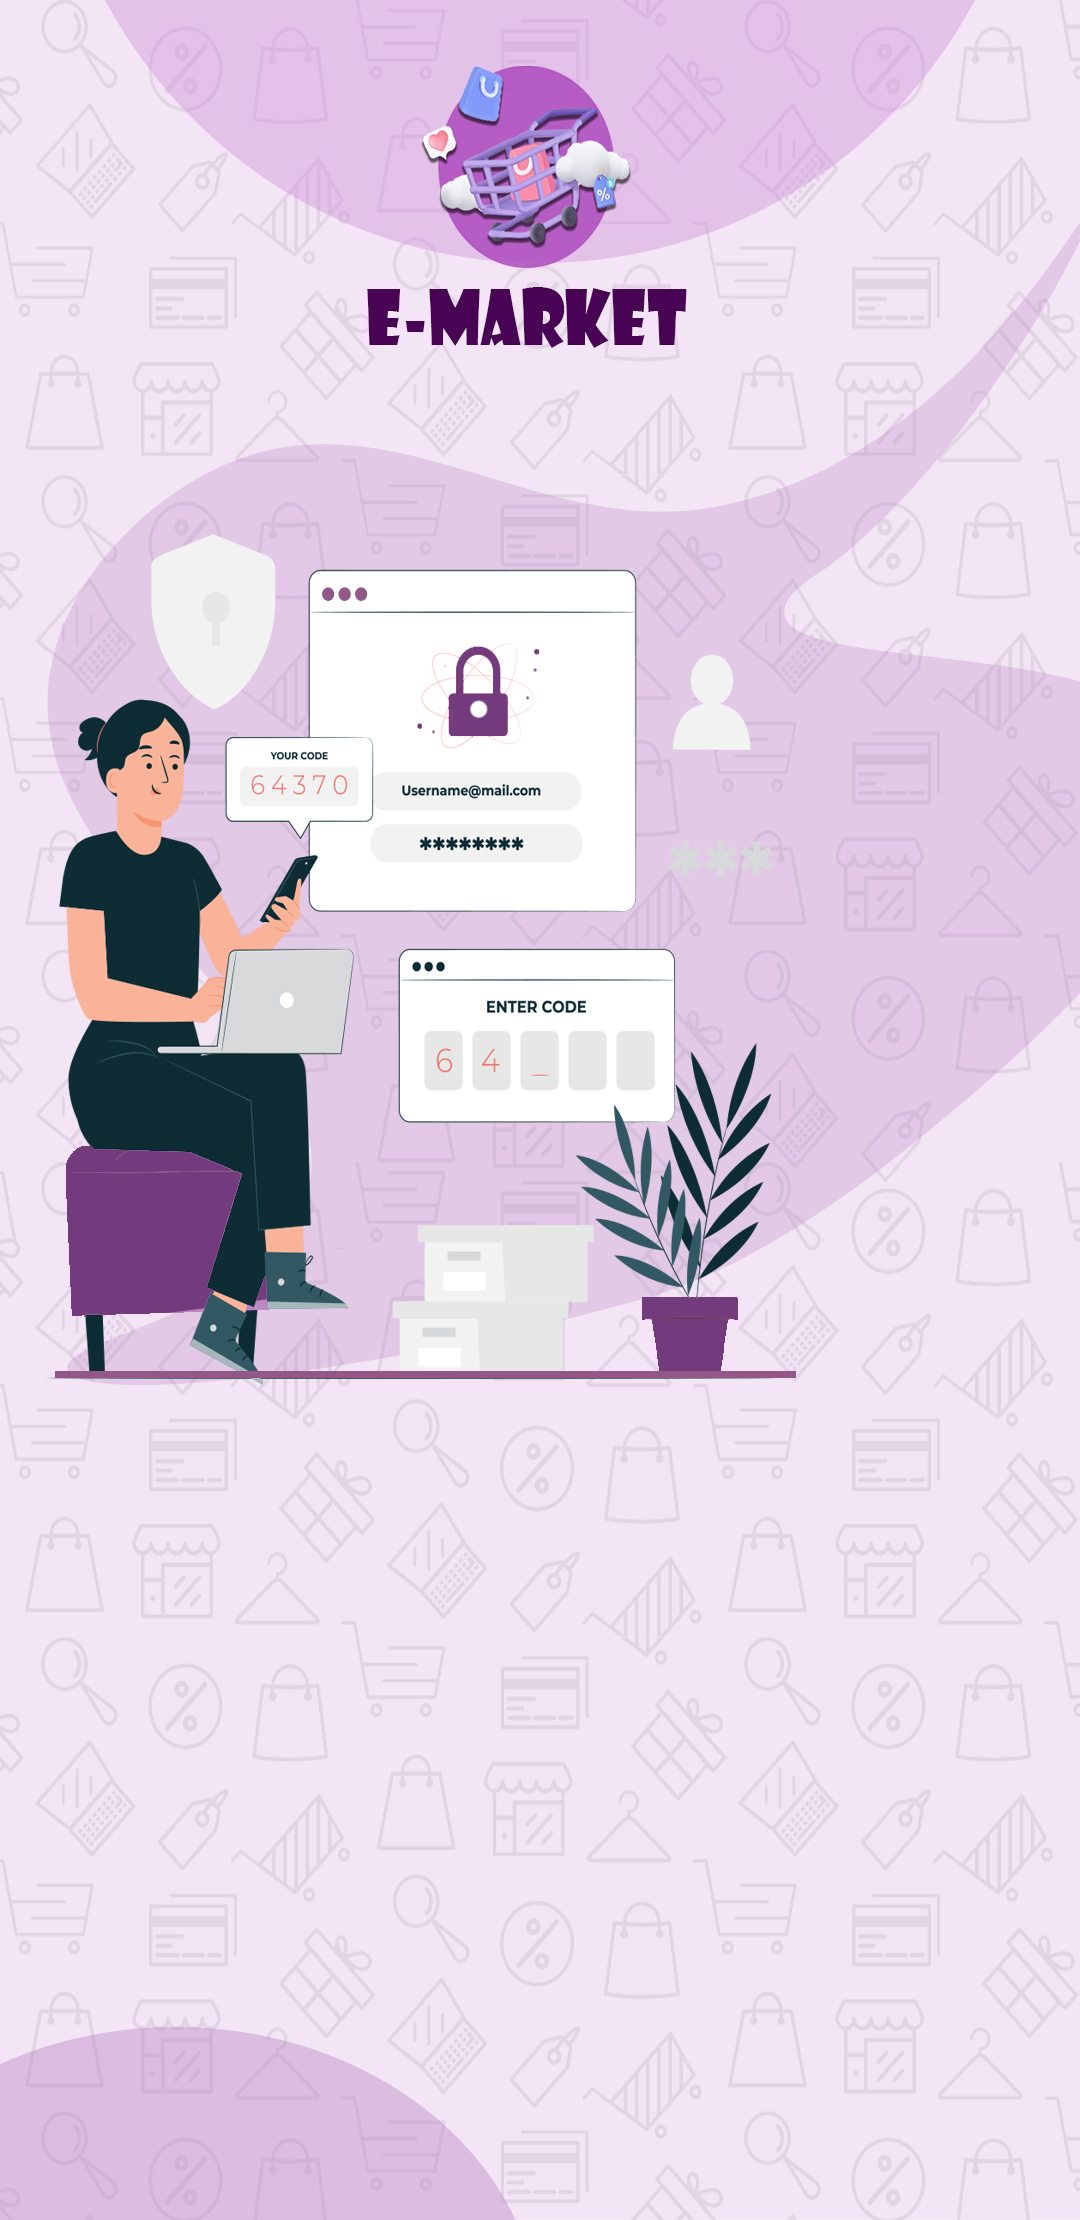 E-MARKET
YOUR CODE
64370
Username@mail.com
********
***
ENTER CODE
6 4 _